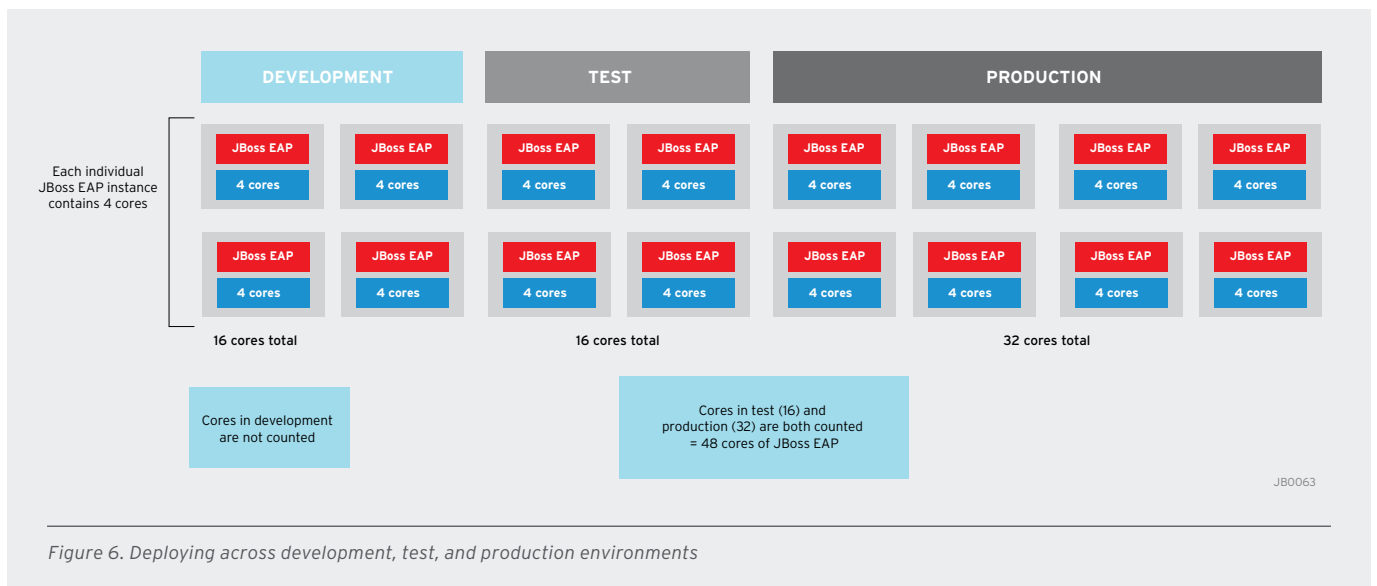 DEVELOPMENT
TEST
PRODUCTION
Each individual
JBoss EAP instance
contains 4 cores
JBoss EAP
JBoss EAP
JBoss EAP
JBoss EAP
JBoss EAP
JBoss EAP
JBoss EAP
JBoss EAP
4 cores
4 cores
4 cores
4 cores
4 cores
4 cores
4 cores
4 cores
JBoss EAP
JBoss EAP
JBoss EAP
JBoss EAP
JBoss EAP
JBoss EAP
JBoss EAP
JBoss EAP
4 cores
4 cores
4 cores
4 cores
4 cores
4 cores
4 cores
4 cores
16 cores total
16 cores total
32 cores total
Cores in development
are not counted
Cores in test (16) and
production (32) are both counted
= 48 cores of JBoss EAP
JB0063
Figure 6. Deploying across development, test, and production environments